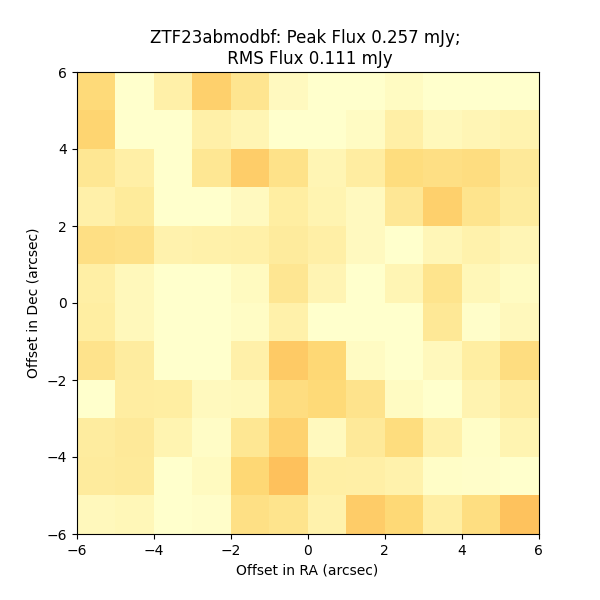 ZTF23abmodbf: Peak Flux 0.257 mJy;
RMS Flux 0.111 mJy
6
4
2
0
−2
−4
−6
Offset in Dec (arcsec)
−6 −4 −2 0 2 4 6
Offset in RA (arcsec)